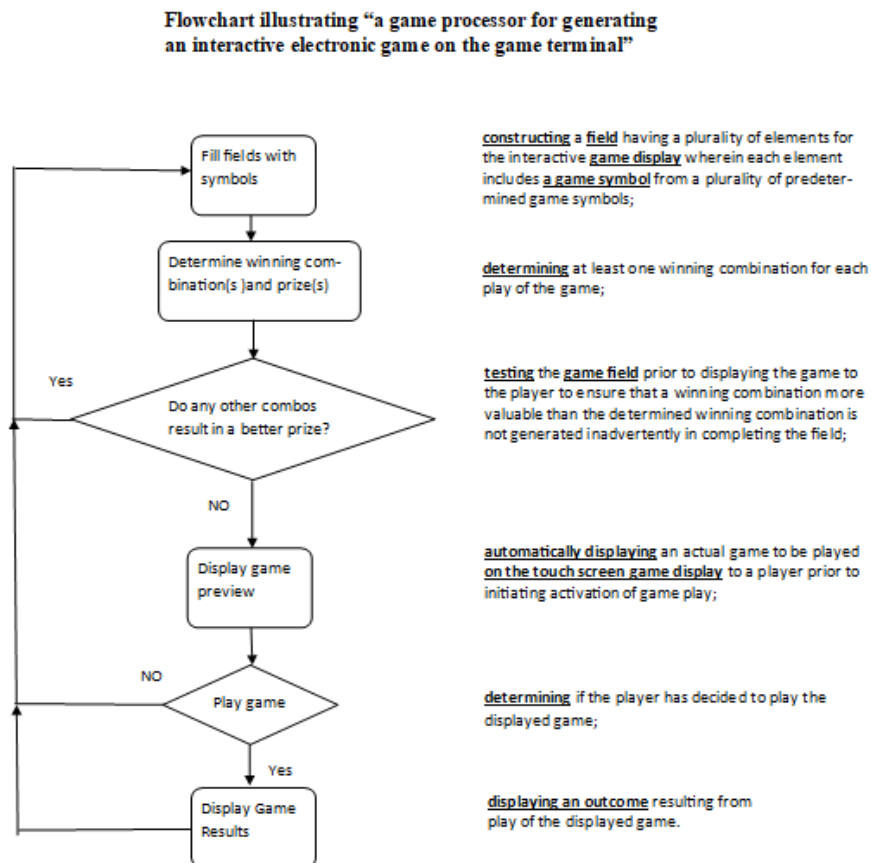 Flowchart illustrating “a game processor for generating
an interactive electronic game on the game terminal”
Fill fields with
symbols
constructing a field having a plurality of elements for
the interactive game display wherein each element
includes a game symbol from a plurality of predeter-
mined game symbols;
Determine winning com-
bination(s )and prize(s)
determining at least one winning combination for each
play of the game;
Yes
Do any other combos
result in a better prize?
testing the game field prior to displaying the game to
the player to ensure that a winning combination more
valuable than the determined winning combination is
not generated inadvertently in completing the field;
NO
Display game
preview
automatically displaying an actual game to be played
on the touch screen game display to a player prior to
initiating activation of game play;
NO
Play game
determining if the player has decided to play the
displayed game;
Yes
Display Game
Results
displaying an outcome resulting from
play of the displayed game.